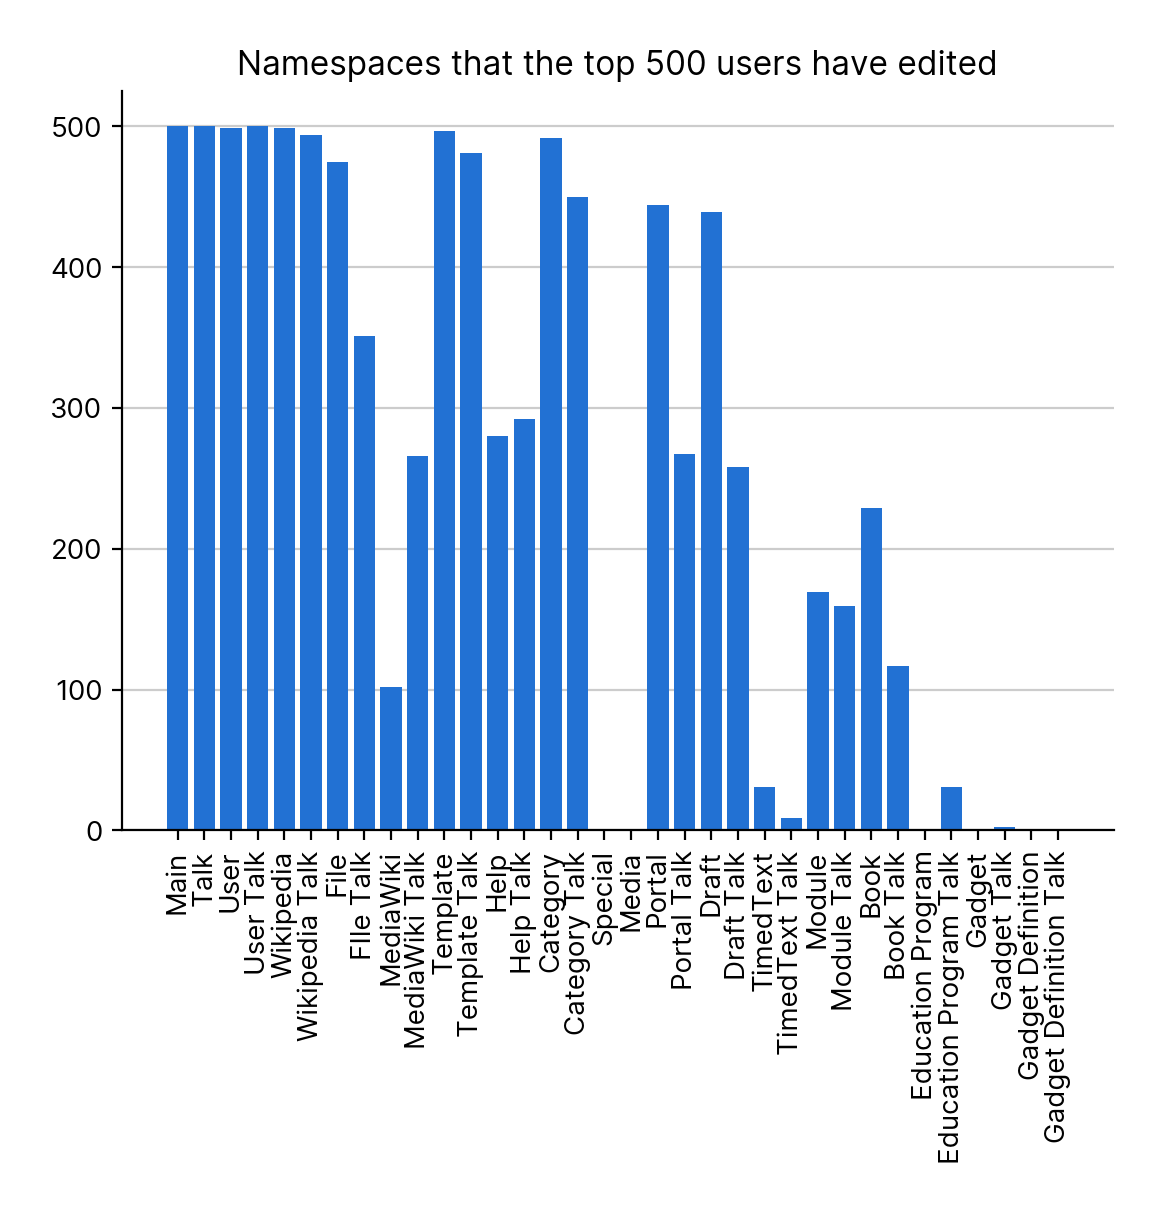 Namespaces that the top 500 users have edited
500
400
300
200
100
0
Main
Talk
User
User Talk
Wikipedia
Wikipedia Talk
File
FIle Talk
MediaWiki
MediaWiki Talk
Template
Template Talk
Help
Help Talk
Category
Category Talk
Special
Media
Portal
Portal Talk
Draft
Draft Talk
TimedText
TimedText Talk
Module
Module Talk
Book
Book Talk
Education Program
Education Program Talk
Gadget
Gadget Talk
Gadget Definition
Gadget Definition Talk